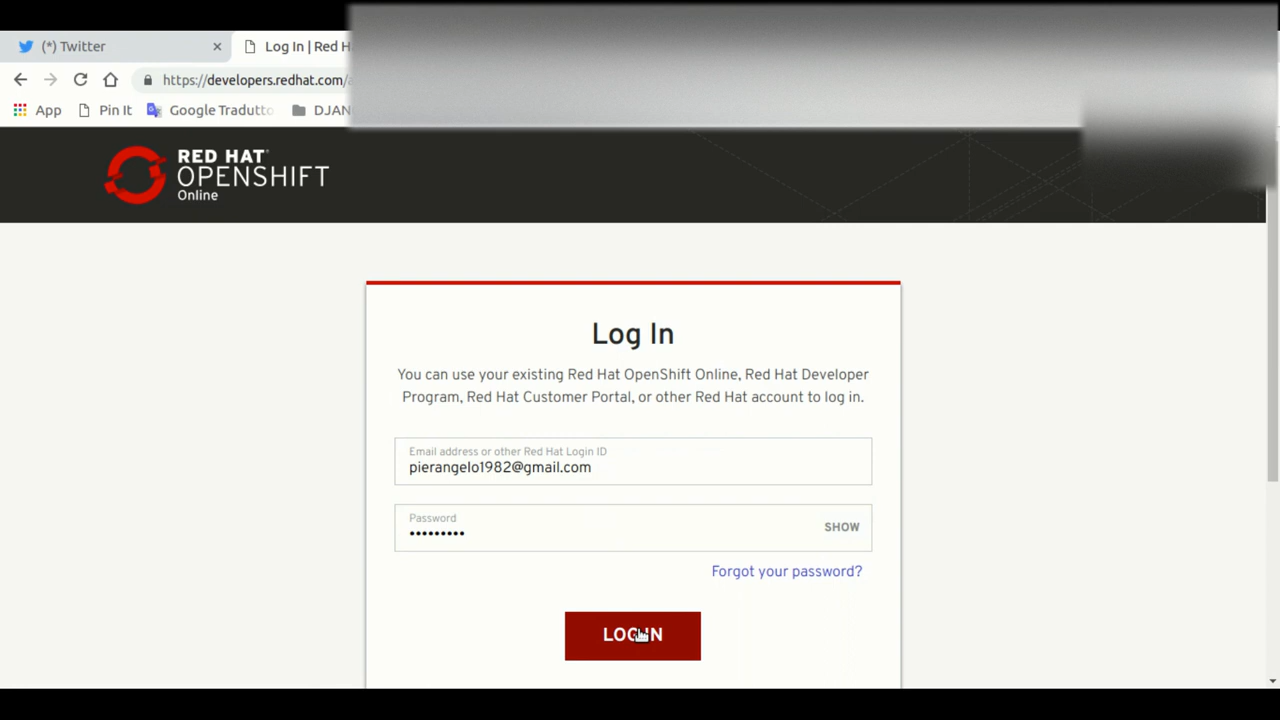 (*) Twitter
Log In | Red H
https://developers.redhat.com/
App Pin It Google Tradutto DJAN
RED HAT
OPENSHIFT
Online
Log In
You can use your existing Red Hat OpenShift Online, Red Hat Developer
Program, Red Hat Customer Portal, or other Red Hat account to log in.
Email address or other Red Hat Login ID
pierangelo1982@gmail.com
Password
•••••••••
SHOW
Forgot your password?
LOG IN